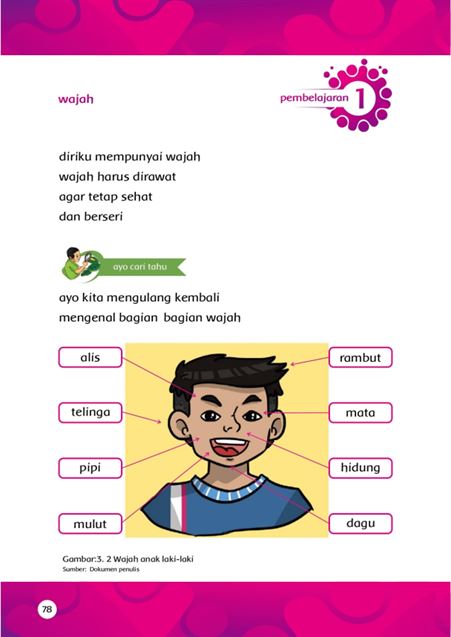 wajah
pembelajaran 1
diriku mempunyai wajah
wajah harus dirawat
agar tetap sehat
dan berseri
ayo cari tahu
ayo kita mengulang kembali
mengenal bagian bagian wajah
alis
rambut
telinga
mata
pipi
hidung
mulut
dagu
Gambar:3. 2 Wajah anak laki-laki
Sumber: Dokumen penulis
78